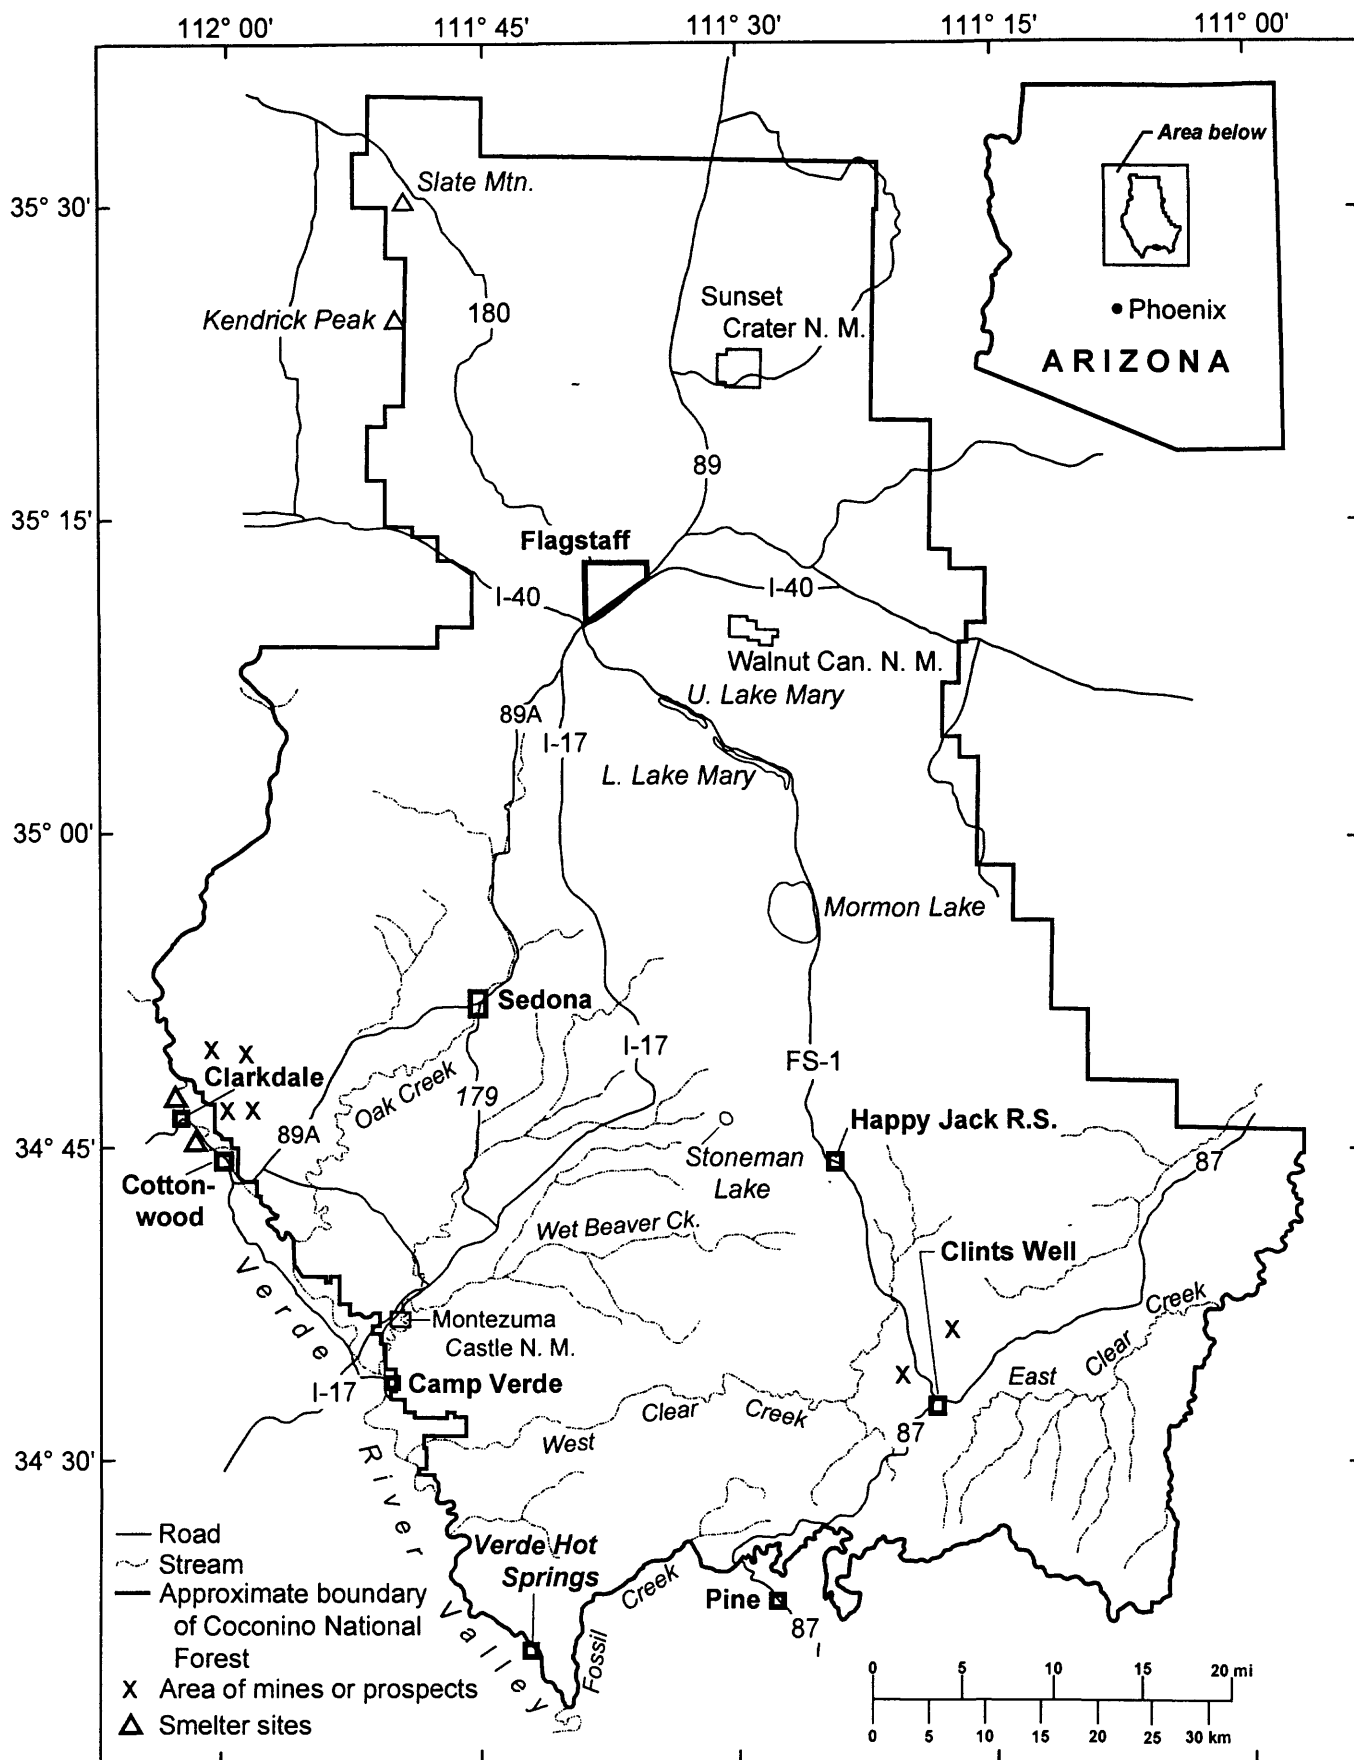 112° 00'
111° 45'
111° 30'
111° 15'
111° 00'
Area below
Slate Mtn.
35° 30'
Sunset
Crater N. M.
180
Kendrick Peak
Phoenix
ARIZONA
89
35° 15'
Flagstaff
I-40
I-40
Walnut Can. N. M.
U. Lake Mary
89A
I-17
L. Lake Mary
35° 00'
Mormon Lake
Sedona
I-17
X X
Clarkdale
FS-1
Oak Creek
179
X X
Happy Jack R.S.
89A
34° 45'
Stoneman
Lake
87
Cotton-
wood
Wet Beaver Ck.
Clints Well
Verde
Creek
Montezuma
Castle N. M.
X
Clear
I-17
Camp Verde
X
East
Clear
Creek
87
West
34° 30'
River
Road
Stream
Verde Hot
Springs
Approximate boundary
of Coconino National
Forest
Creek
Pine
87
Valley
Fossil
X Area of mines or prospects
Smelter sites
0 5 10 15 20 mi
0 5 10 15 20 25 30 km